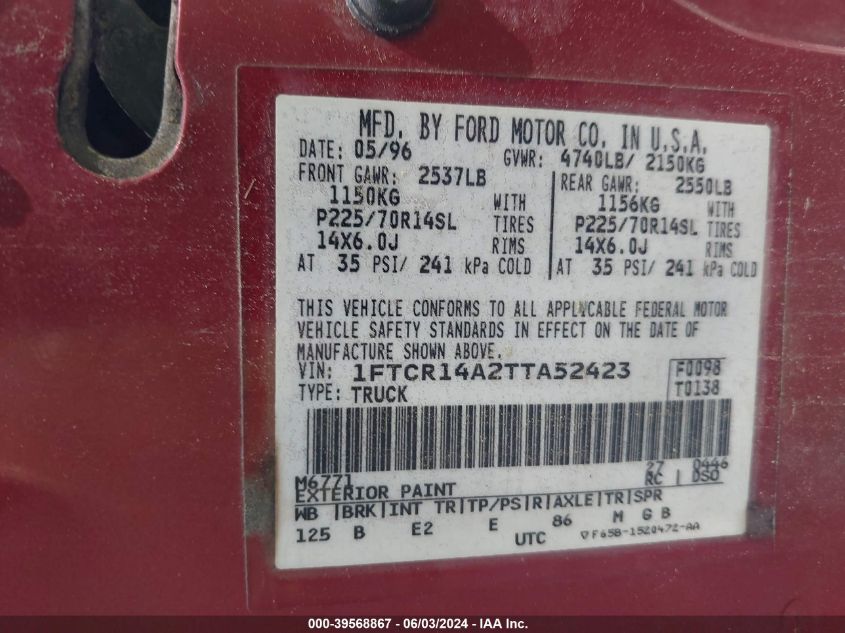 MFD. BY FORD MOTOR CO. IN U.S.A.
DATE: 05/96 GVWR: 4740LB/ 2150KG
FRONT GAWR: 2537LB REAR GAWR: 2550LB
1150KG WITH 1156KG WITH
P225/70R14SL TIRES P225/70R14SL TIRES
14X6.0J RIMS 14X6.0J RIMS
AT 35 PSI/ 241 kPa COLD AT 35 PSI/ 241 kPa COLD
THIS VEHICLE CONFORMS TO ALL APPLICABLE FEDERAL MOTOR
VEHICLE SAFETY STANDARDS IN EFFECT ON THE DATE OF
MANUFACTURE SHOWN ABOVE.
VIN: 1FTCR14A2TTA52423 F0098
TYPE: TRUCK T0138
M6771 27 0446
EXTERIOR PAINT RC DSO
WB |BRK|INT TR|TP/PS|R|AXLE|TR|SPR
125 B E2 E 86 M G B
UTC ▽F65B-1520472-AA
000-39568867 - 06/03/2024 - IAA Inc.